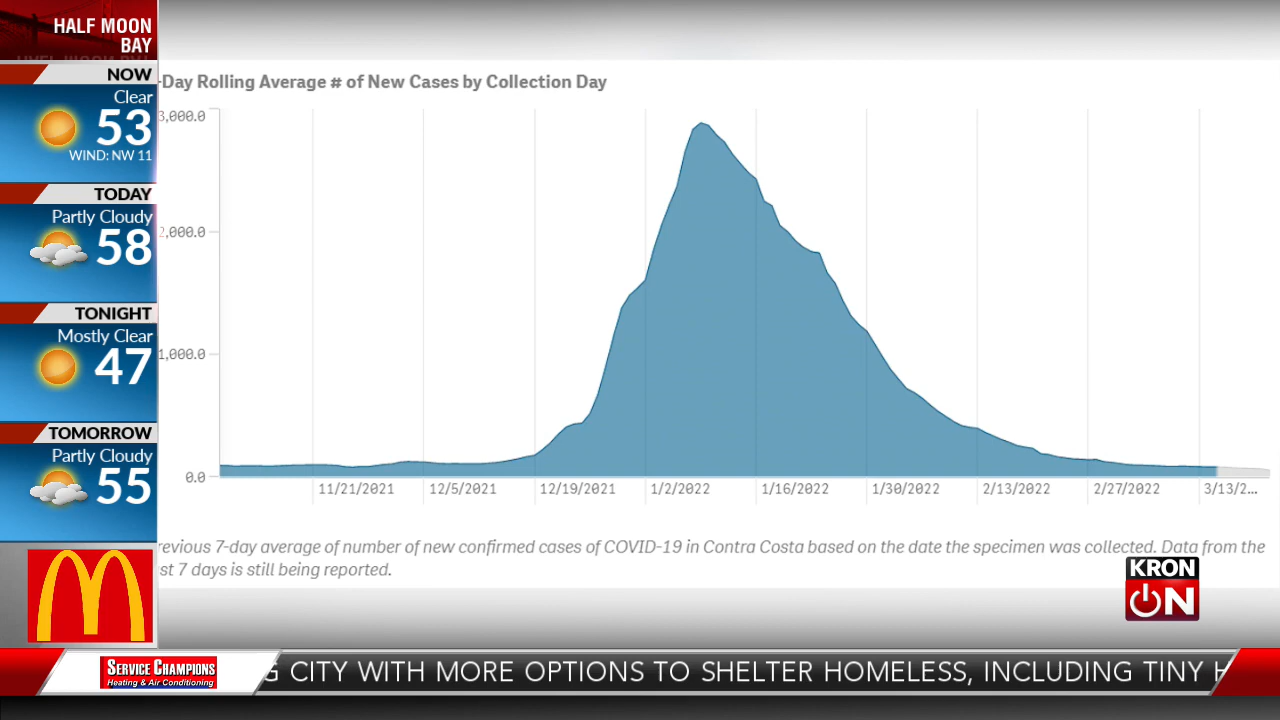 HALF MOON
BAY
NOW
Clear
53
WIND: NW 11
TODAY
Partly Cloudy
58
TONIGHT
Mostly Clear
47
TOMORROW
Partly Cloudy
55
-Day Rolling Average # of New Cases by Collection Day
3,000.0
2,000.0
1,000.0
0.0
11/21/2021 12/5/2021 12/19/2021 1/2/2022 1/16/2022 1/30/2022 2/13/2022 2/27/2022 3/13/2...
revious 7-day average of number of new confirmed cases of COVID-19 in Contra Costa based on the date the specimen was collected. Data from the
st 7 days is still being reported.
KRON
ON
SERVICE CHAMPIONS
Heating & Air Conditioning
G CITY WITH MORE OPTIONS TO SHELTER HOMELESS, INCLUDING TINY H